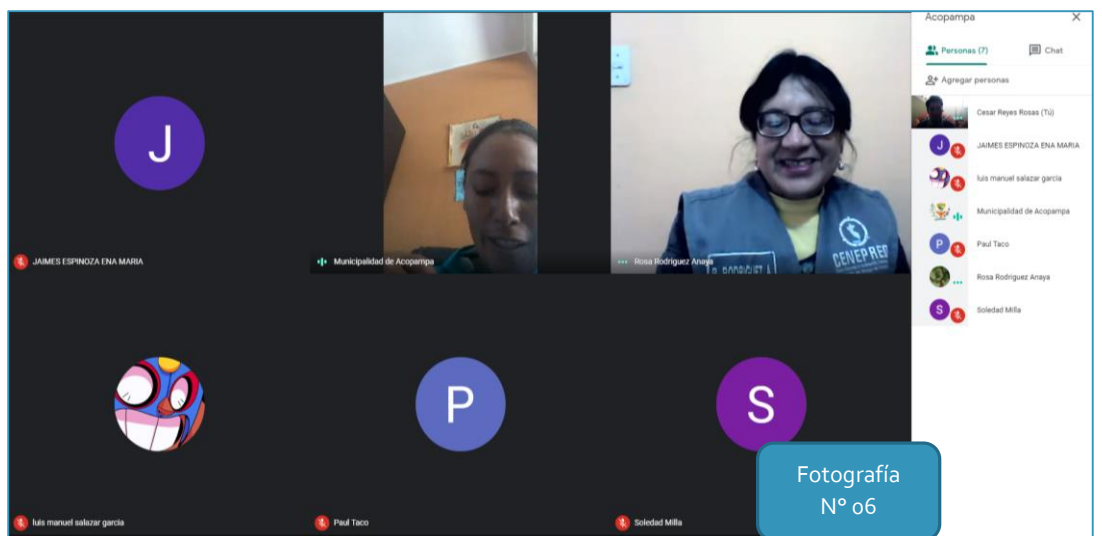 J
JAIMES ESPINOZA ENA MARIA
Municipalidad de Acopampa
R. RODRIGUEZ A.
CENEPRED
Rosa Rodriguez Anaya
luis manuel salazar garcia
P
Paul Taco
S
Soledad Milla
Fotografía
N° 06
Acopampa
Personas (7)
Chat
Agregar personas
Cesar Reyes Rosas (Tú)
J
JAIMES ESPINOZA ENA MARIA
luis manuel salazar garcia
Municipalidad de Acopampa
P
Paul Taco
Rosa Rodriguez Anaya
S
Soledad Milla